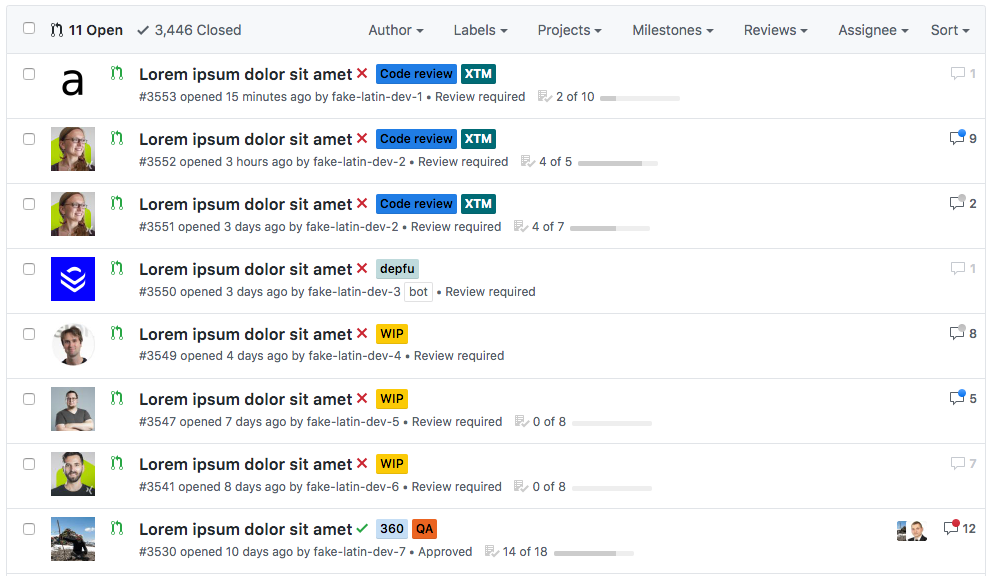 11 Open 3,446 Closed Author Labels Projects Milestones Reviews Assignee Sort
a
Lorem ipsum dolor sit amet Code review XTM 1
#3553 opened 15 minutes ago by fake-latin-dev-1 • Review required 2 of 10
Lorem ipsum dolor sit amet Code review XTM 9
#3552 opened 3 hours ago by fake-latin-dev-2 • Review required 4 of 5
Lorem ipsum dolor sit amet Code review XTM 2
#3551 opened 3 days ago by fake-latin-dev-2 • Review required 4 of 7
Lorem ipsum dolor sit amet depfu 1
#3550 opened 3 days ago by fake-latin-dev-3 bot • Review required
Lorem ipsum dolor sit amet WIP 8
#3549 opened 4 days ago by fake-latin-dev-4 • Review required
Lorem ipsum dolor sit amet WIP 5
#3547 opened 7 days ago by fake-latin-dev-5 • Review required 0 of 8
Lorem ipsum dolor sit amet WIP 7
#3541 opened 8 days ago by fake-latin-dev-6 • Review required 0 of 8
Lorem ipsum dolor sit amet 360 QA 12
#3530 opened 10 days ago by fake-latin-dev-7 • Approved 14 of 18